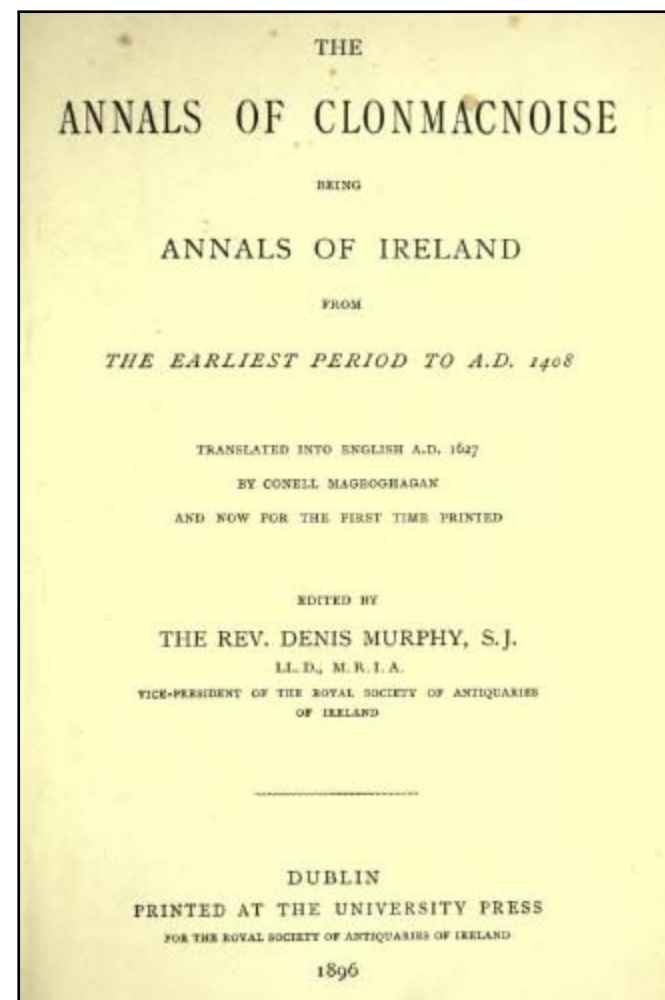 THE
ANNALS OF CLONMACNOISE
BEING
ANNALS OF IRELAND
FROM
THE EARLIEST PERIOD TO A.D. 1408
TRANSLATED INTO ENGLISH A.D. 1627
BY CONELL MAGEOGHAGAN
AND NOW FOR THE FIRST TIME PRINTED
EDITED BY
THE REV. DENIS MURPHY, S.J.
LL.D., M.R.I.A.
VICE-PRESIDENT OF THE ROYAL SOCIETY OF ANTIQUARIES
OF IRELAND
DUBLIN
PRINTED AT THE UNIVERSITY PRESS
FOR THE ROYAL SOCIETY OF ANTIQUARIES OF IRELAND
1896